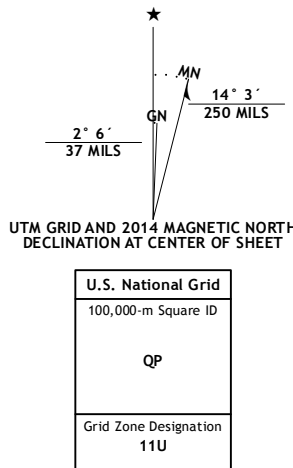 ★
MN
GN
14° 3´
250 MILS
2° 6´
37 MILS
UTM GRID AND 2014 MAGNETIC NORTH
DECLINATION AT CENTER OF SHEET
U.S. National Grid
100,000-m Square ID
QP
Grid Zone Designation
11U